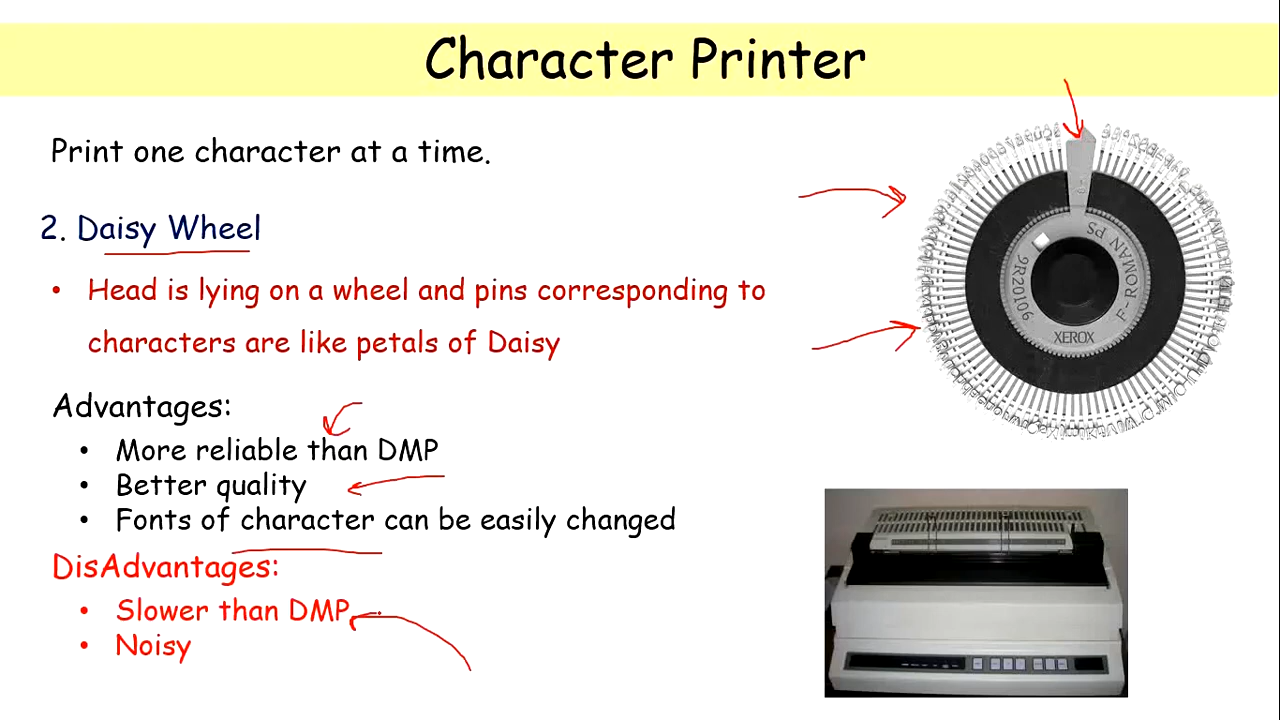 Character Printer
Print one character at a time.
2. Daisy Wheel
• Head is lying on a wheel and pins corresponding to
characters are like petals of Daisy
Advantages:
• More reliable than DMP
• Better quality
• Fonts of character can be easily changed
DisAdvantages:
• Slower than DMP
• Noisy
9R21019
F-ROMAN PS
XEROX